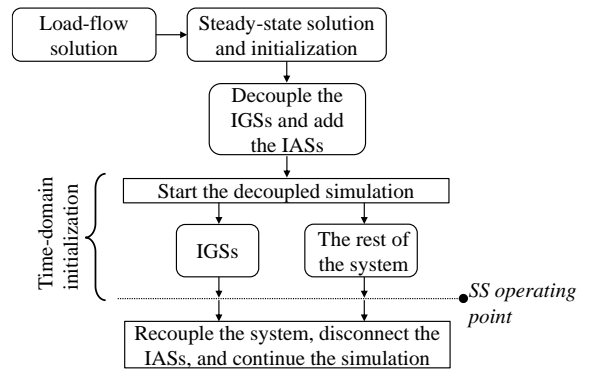 Load-flow
solution
Steady-state solution
and initialization
Decouple the
IGSs and add
the IASs
Start the decoupled simulation
Time-domain
initialization
IGSs
The rest of
the system
SS operating
point
Recouple the system, disconnect the
IASs, and continue the simulation